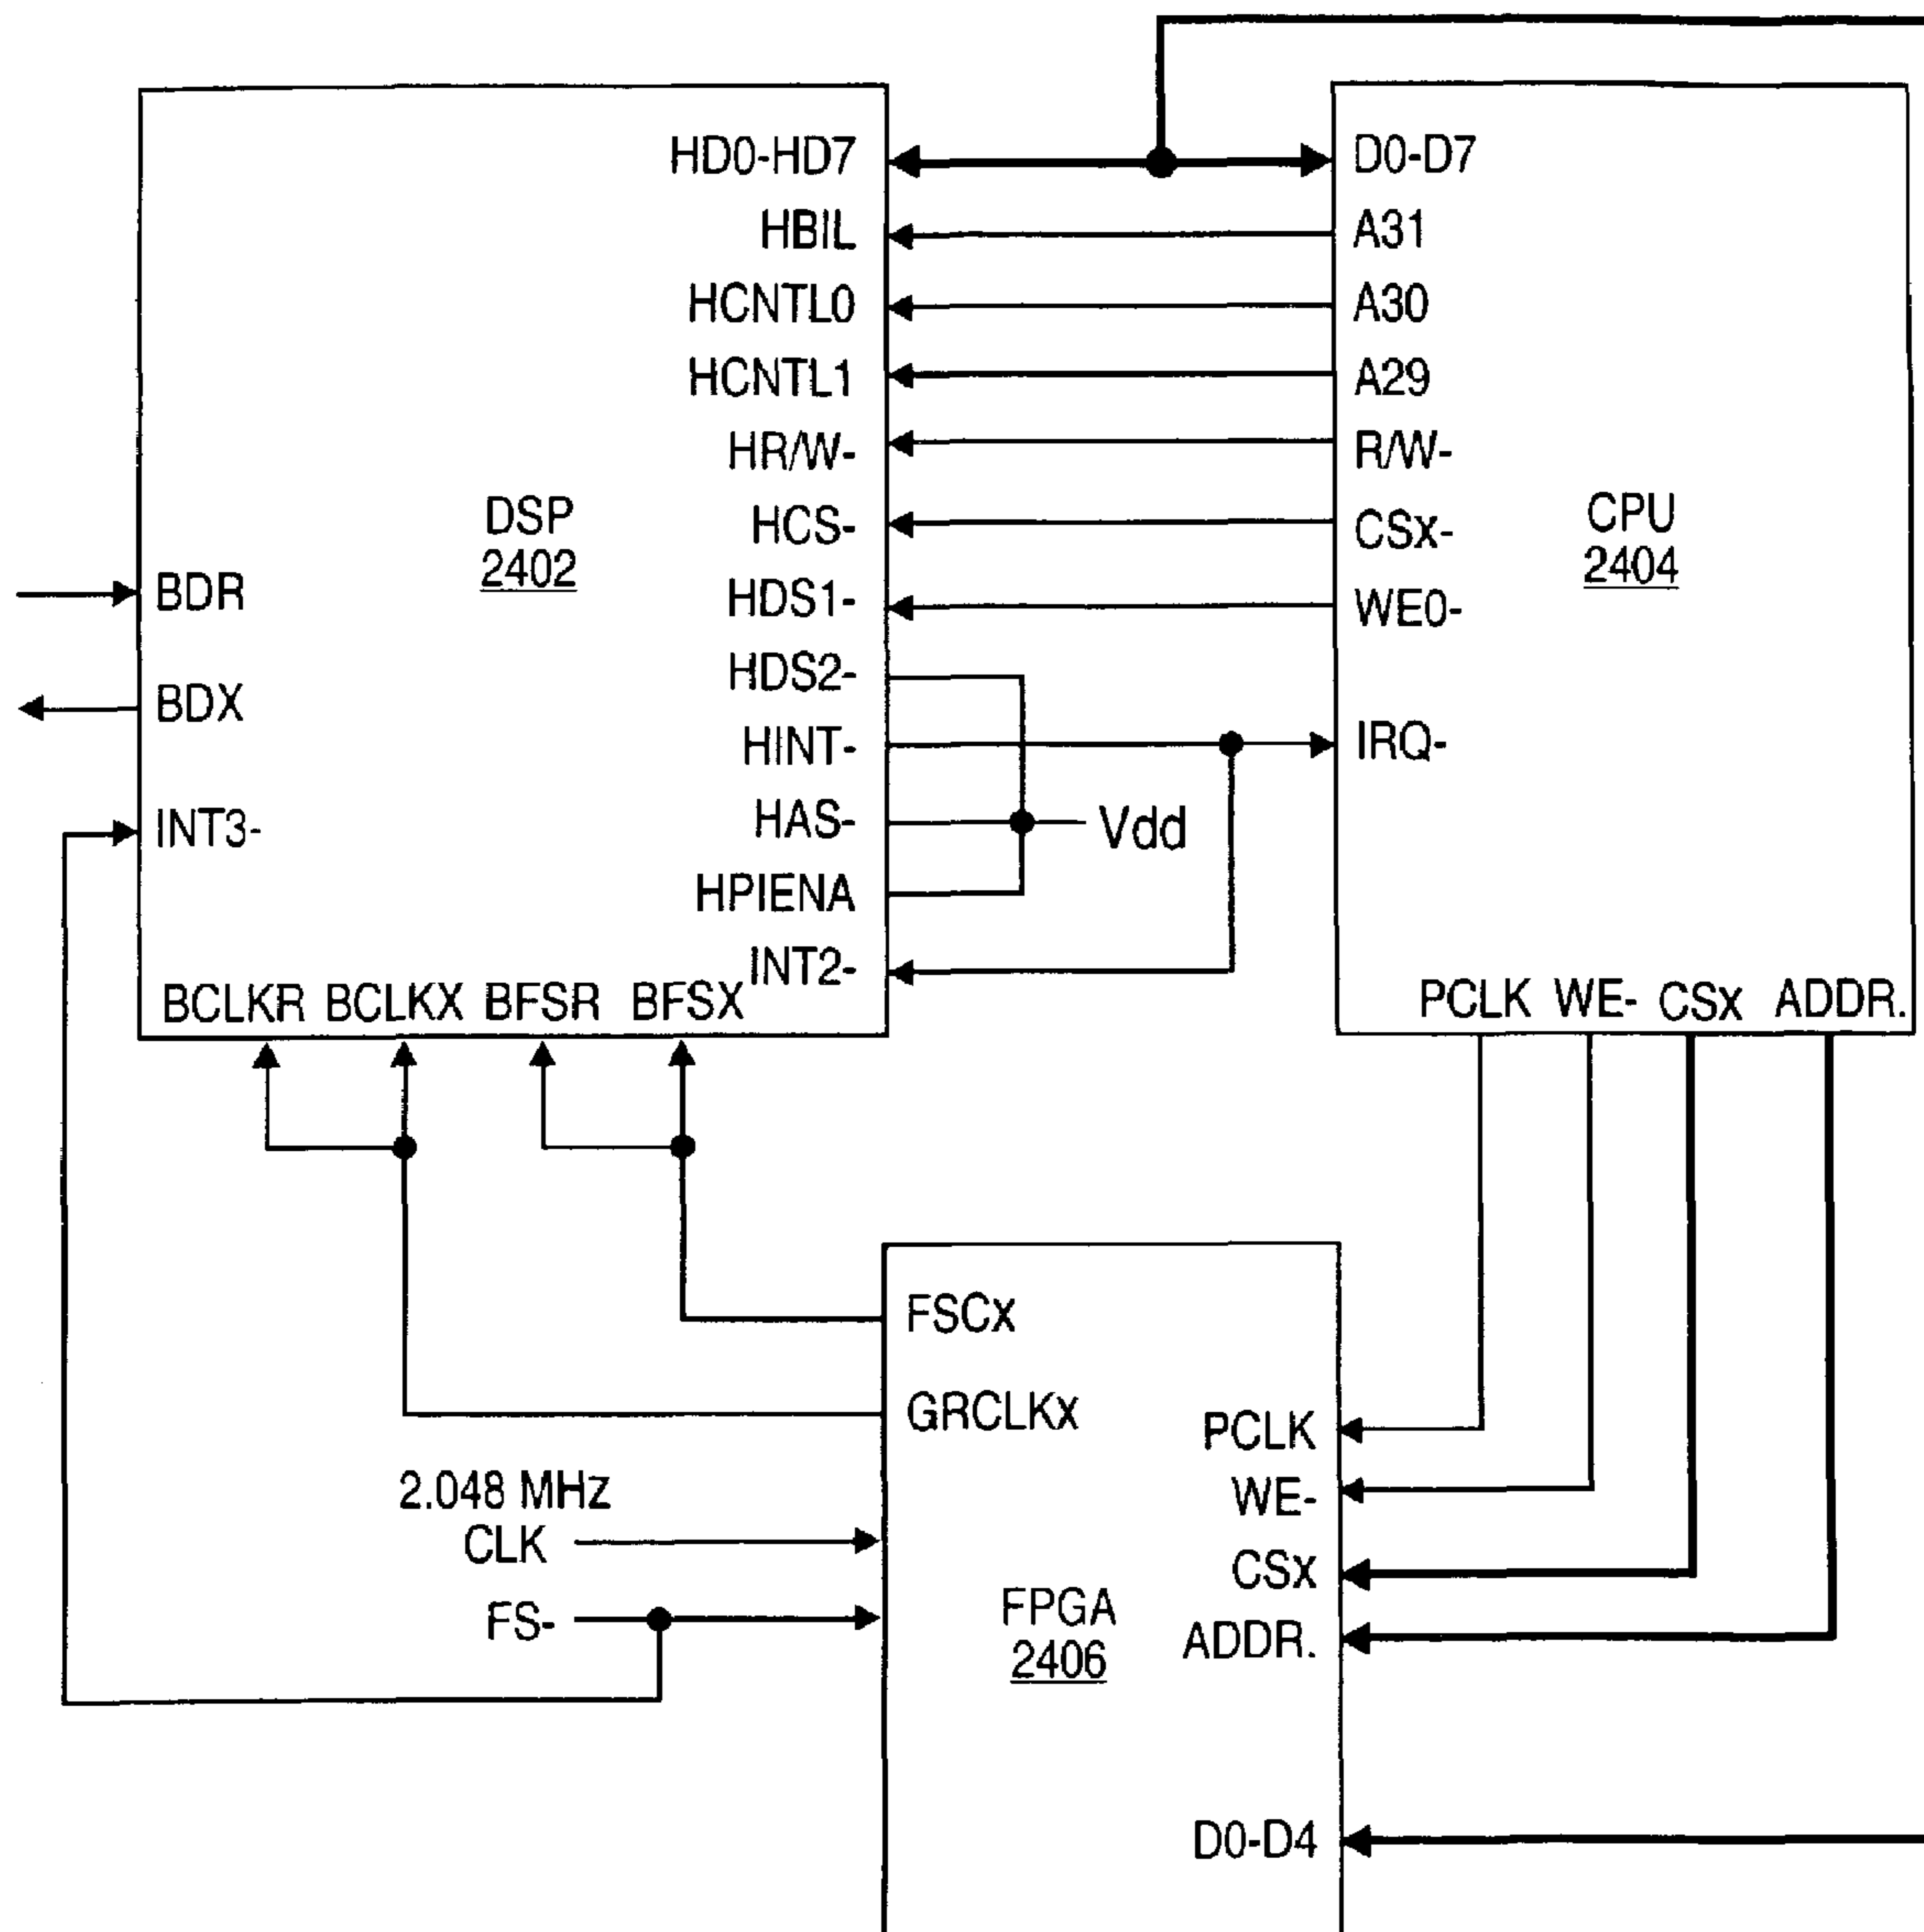 HD0-HD7
HBIL
HCNTL0
HCNTL1
HR/W-
HCS-
HDS1-
HDS2-
HINT-
HAS-
HPIENA
INT2-
DSP
2402
BDR
BDX
INT3-
BCLKR BCLKX BFSR BFSX
Vdd
D0-D7
A31
A30
A29
R/W-
CSx-
WE0-
IRQ-
CPU
2404
PCLK WE- CSx ADDR.
FSCx
GRCLKx
2.048 MHz
CLK
FS-
FPGA
2406
PCLK
WE-
CSx
ADDR.
D0-D4